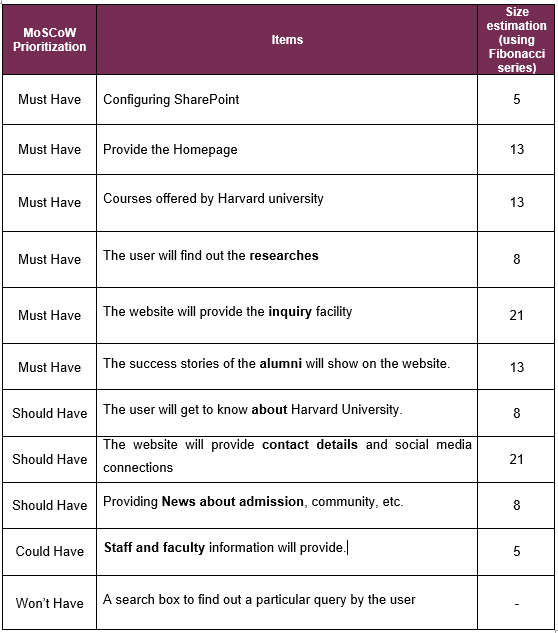 MoSCoW
Prioritization
Items
Size
estimation
(using
Fibonacci
series)
Must Have
Configuring SharePoint
5
Must Have
Provide the Homepage
13
Must Have
Courses offered by Harvard university
13
Must Have
The user will find out the researches
8
Must Have
The website will provide the inquiry facility
21
Must Have
The success stories of the alumni will show on the website.
13
Should Have
The user will get to know about Harvard University.
8
Should Have
The website will provide contact details and social media
connections
21
Should Have
Providing News about admission, community, etc.
8
Could Have
Staff and faculty information will provide.
5
Won't Have
A search box to find out a particular query by the user
-